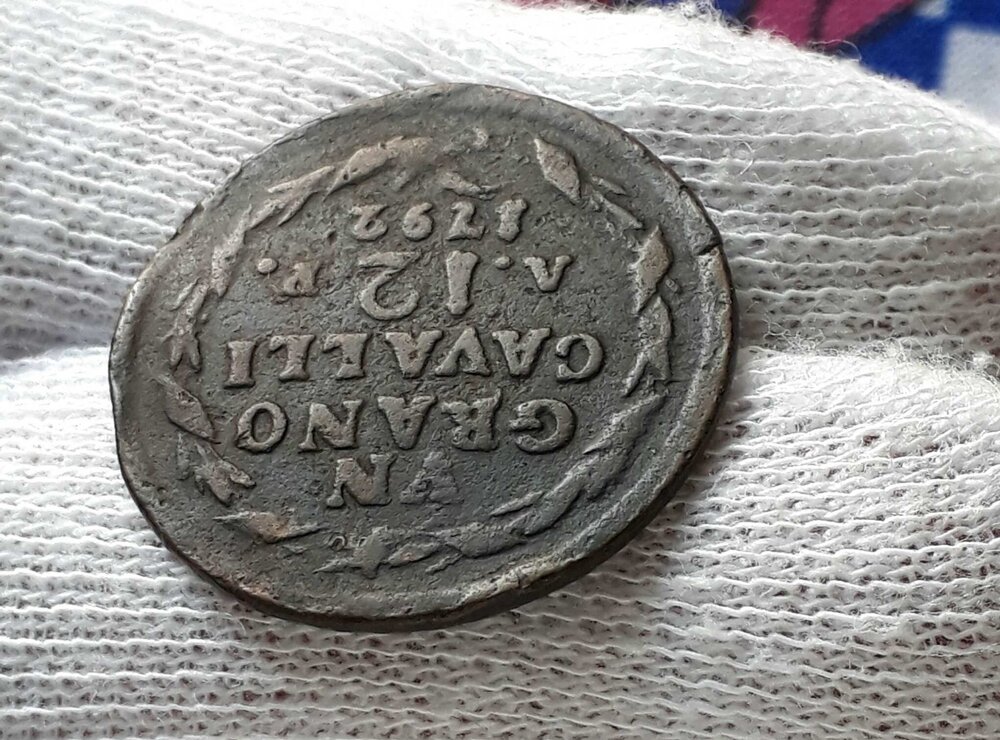 VN
GRANO
CAVALLI
A. 12 P.
1792